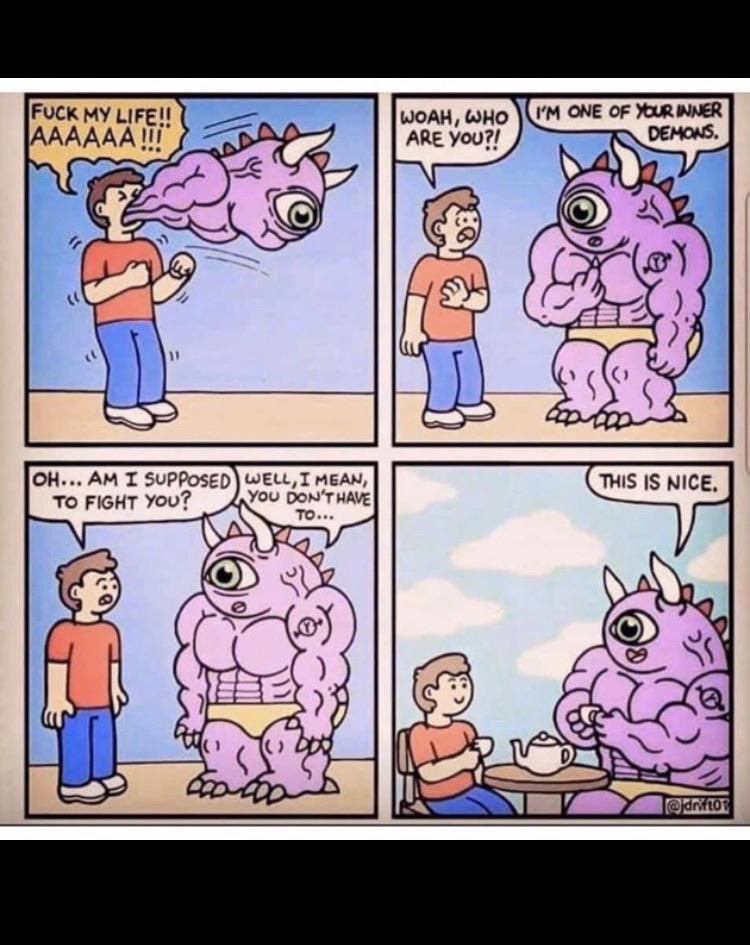 FUCK MY LIFE!!
AAAAAA !!!
WOAH, WHO
ARE YOU?!
I'M ONE OF YOUR INNER
DEMONS.
OH... AM I SUPPOSED
TO FIGHT YOU?
WELL, I MEAN,
YOU DON'T HAVE
TO...
THIS IS NICE.